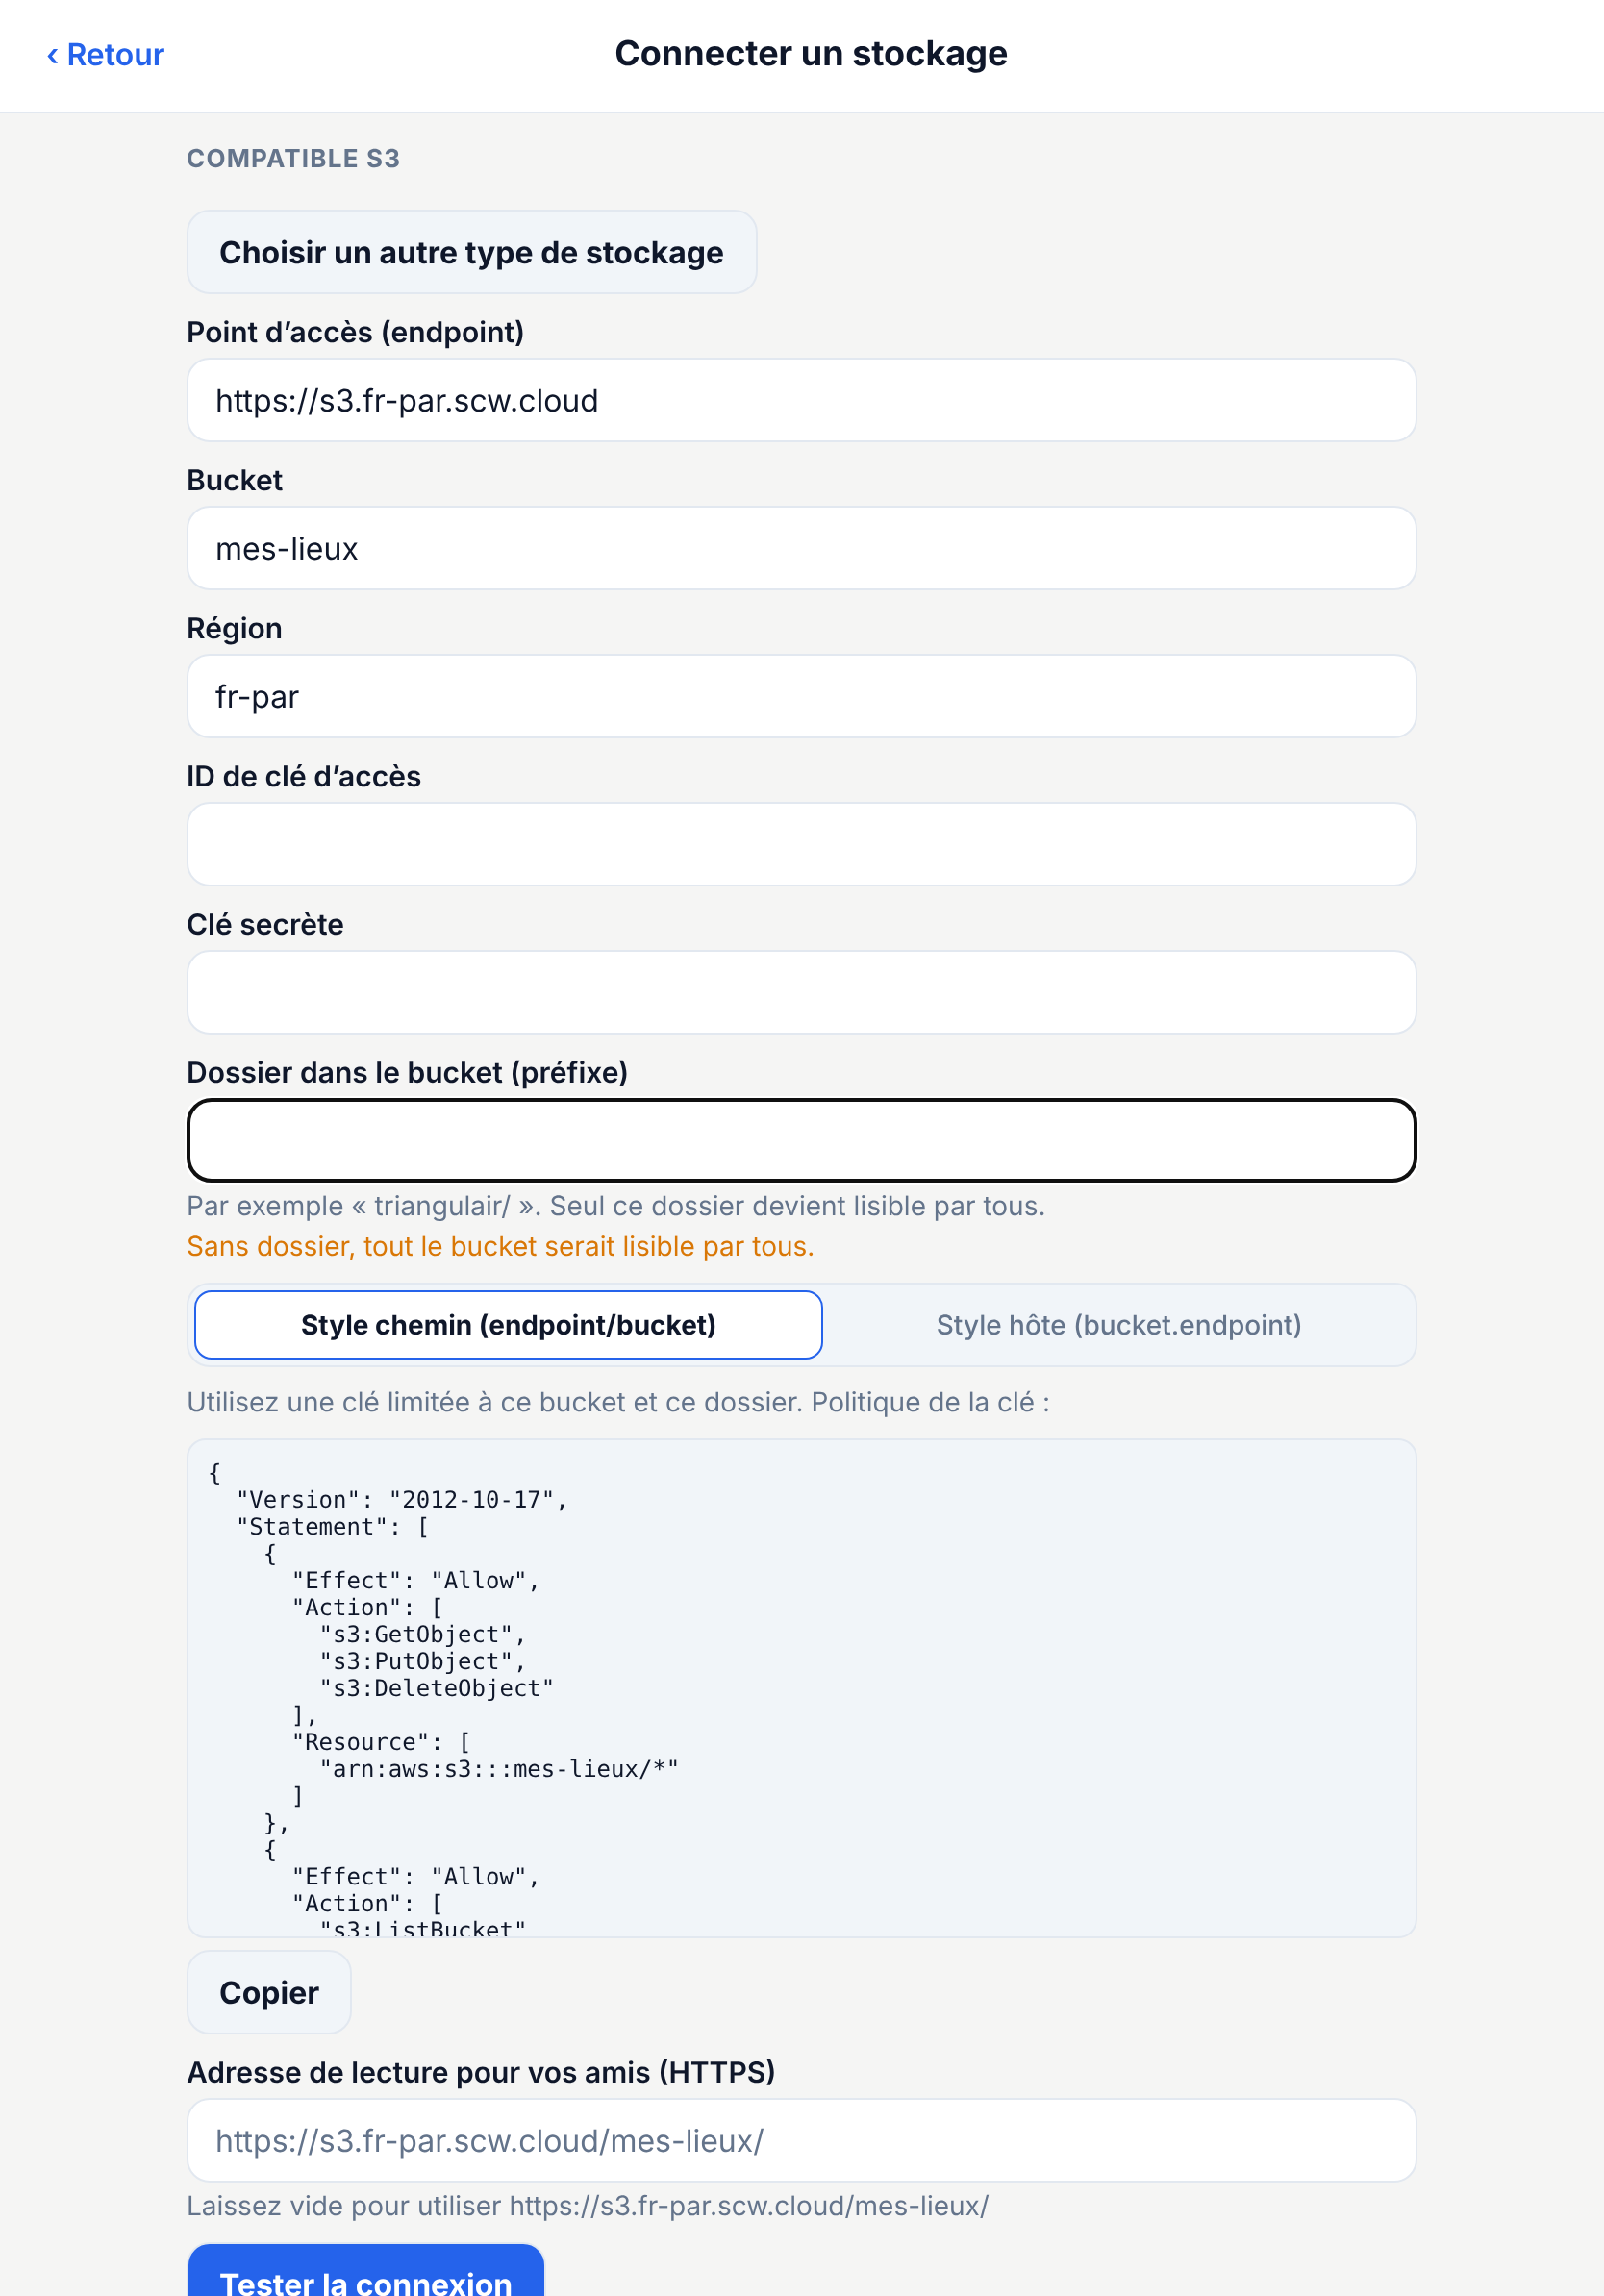 ‹ Retour
Connecter un stockage
COMPATIBLE S3
Choisir un autre type de stockage
Point d’accès (endpoint)
https://s3.fr-par.scw.cloud
Bucket
mes-lieux
Région
fr-par
ID de clé d’accès
Clé secrète
Dossier dans le bucket (préfixe)
Par exemple « triangulair/ ». Seul ce dossier devient lisible par tous.
Sans dossier, tout le bucket serait lisible par tous.
Style chemin (endpoint/bucket)
Style hôte (bucket.endpoint)
Utilisez une clé limitée à ce bucket et ce dossier. Politique de la clé :
{
  "Version": "2012-10-17",
  "Statement": [
    {
      "Effect": "Allow",
      "Action": [
        "s3:GetObject",
        "s3:PutObject",
        "s3:DeleteObject"
      ],
      "Resource": [
        "arn:aws:s3:::mes-lieux/*"
      ]
    },
    {
      "Effect": "Allow",
      "Action": [
        "s3:ListBucket"
Copier
Adresse de lecture pour vos amis (HTTPS)
https://s3.fr-par.scw.cloud/mes-lieux/
Laissez vide pour utiliser https://s3.fr-par.scw.cloud/mes-lieux/
Tester la connexion